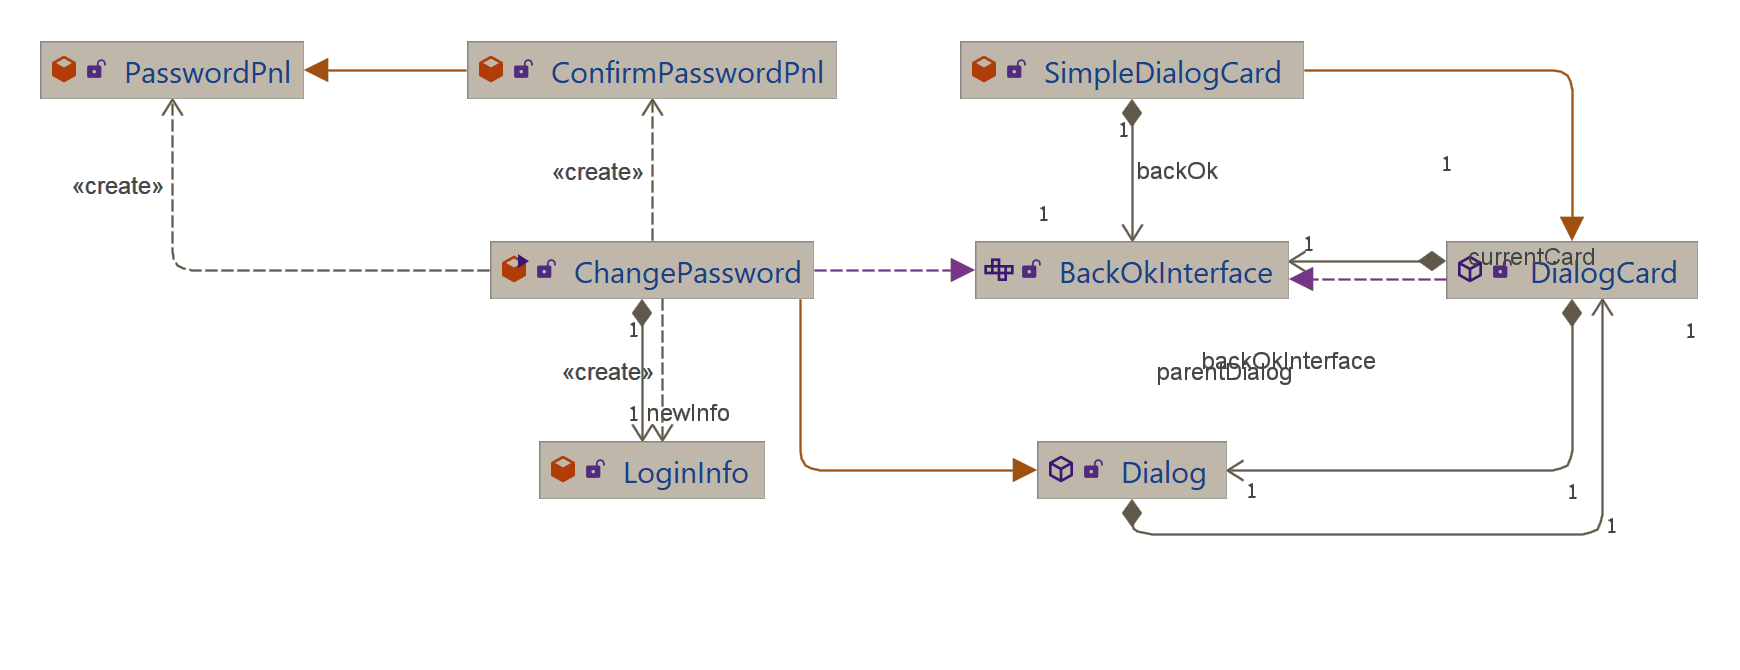 PasswordPnl
ConfirmPasswordPnl
SimpleDialogCard
1
«create»
«create»
backOk
1
1
ChangePassword
BackOkInterface
1
currentCard
DialogCard
1
«create»
1
newInfo
backOkInterface
parentDialog
1
LoginInfo
Dialog
1
1
1